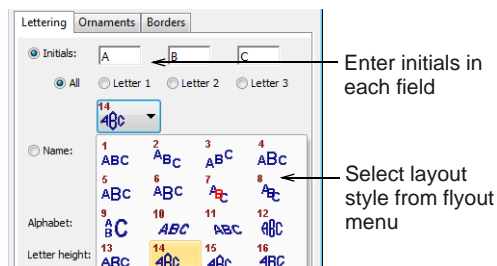 Lettering Ornaments Borders
Initials: A B C
All Letter 1 Letter 2 Letter 3
14 ABC
Name: 1 2 3 4
ABC ABC ABC ABC
5 6 7 8
ABC ABC ABC ABC
Alphabet: 9 10 11 12
ABC ABC ABC ABC
Letter height: 13 14 15 16
ABC ABC ABC ABC
Enter initials in
each field
Select layout
style from flyout
menu